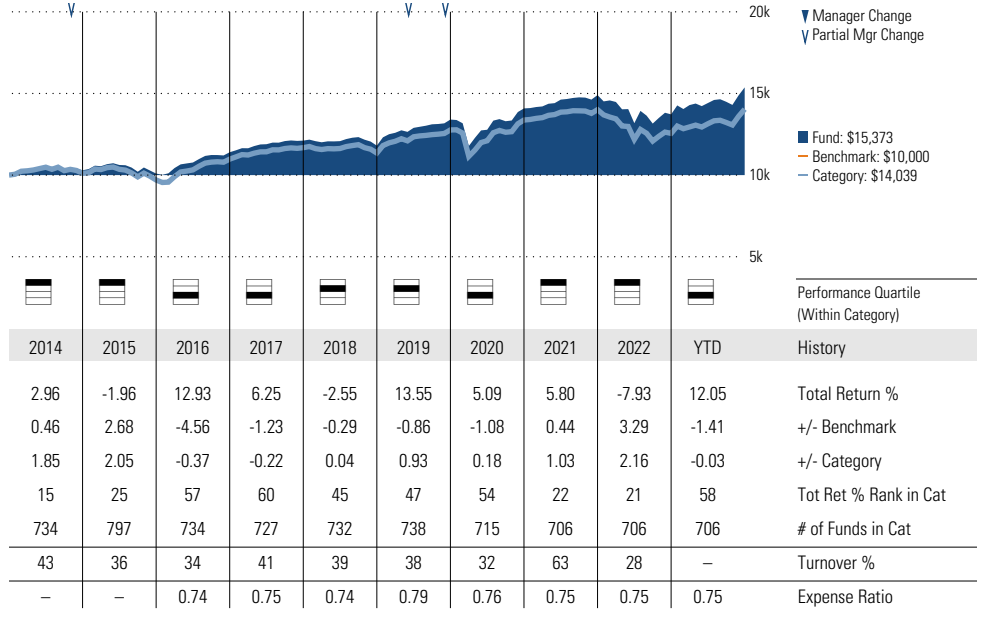 20k
Manager Change
Partial Mgr Change
15k
Fund: $15,373
Benchmark: $10,000
Category: $14,039
10k
5k
Performance Quartile
(Within Category)
2014 2015 2016 2017 2018 2019 2020 2021 2022 YTD History
2.96 -1.96 12.93 6.25 -2.55 13.55 5.09 5.80 -7.93 12.05 Total Return %
0.46 2.68 -4.56 -1.23 -0.29 -0.86 -1.08 0.44 3.29 -1.41 +/- Benchmark
1.85 2.05 -0.37 -0.22 0.04 0.93 0.18 1.03 2.16 -0.03 +/- Category
15 25 57 60 45 47 54 22 21 58 Tot Ret % Rank in Cat
734 797 734 727 732 738 715 706 706 706 # of Funds in Cat
43 36 34 41 39 38 32 63 28 – Turnover %
– – 0.74 0.75 0.74 0.79 0.76 0.75 0.75 0.75 Expense Ratio